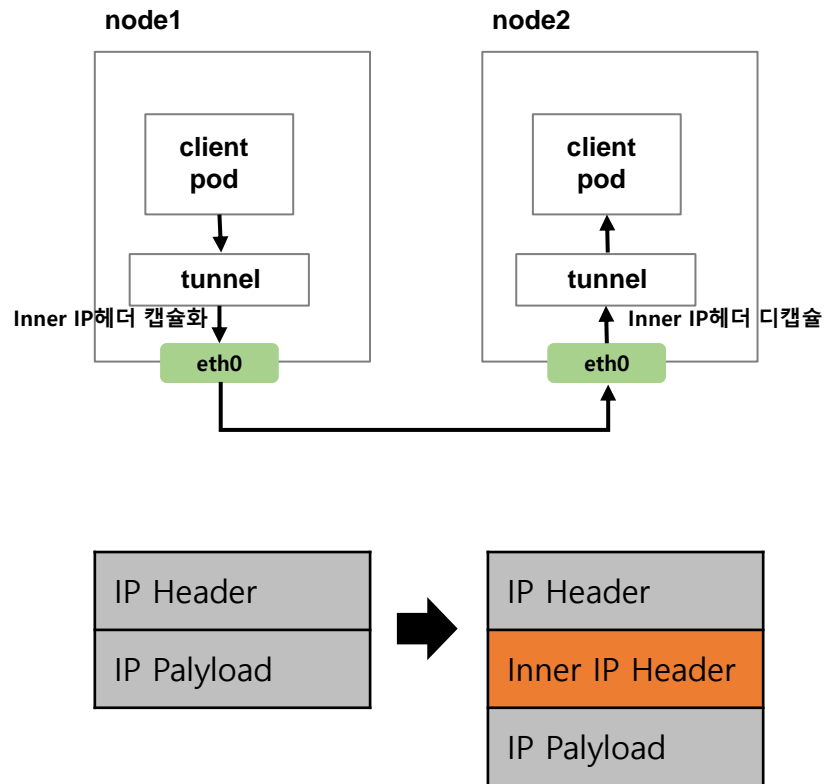 node1
node2
client
pod
client
pod
tunnel
tunnel
Inner IP헤더 캡슐화
Inner IP헤더 디캡슐
eth0
eth0
IP Header
IP Palyload
IP Header
Inner IP Header
IP Palyload